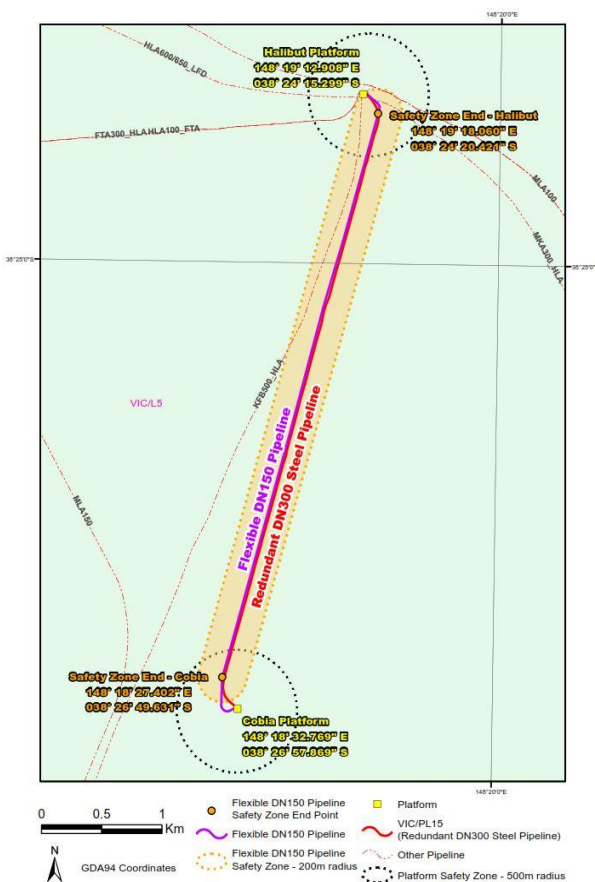 148°20'0"E
HLA600/650_LFD
Halibut Platform
148° 19' 12.908" E
038° 24' 15.299" S
FTA300_HLAHLA100_FTA
Safety Zone End - Halibut
148° 19' 18.060" E
038° 24' 20.421" S
MLA100
MKA300_HLA
38°25'0"S
38°25'0"S
VIC/L5
KFB500_HLA
Flexible DN150 Pipeline
Redundant DN300 Steel Pipeline
MLA150
Safety Zone End - Cobia
148° 18' 27.402" E
038° 26' 49.631" S
Cobia Platform
148° 18' 32.769" E
038° 26' 57.869" S
148°20'0"E
0 0.5 1
Km
N
GDA94 Coordinates
Flexible DN150 Pipeline
Safety Zone End Point
Flexible DN150 Pipeline
Flexible DN150 Pipeline
Safety Zone - 200m radius
Platform
VIC/PL15
(Redundant DN300 Steel Pipeline)
Other Pipeline
Platform Safety Zone - 500m radius